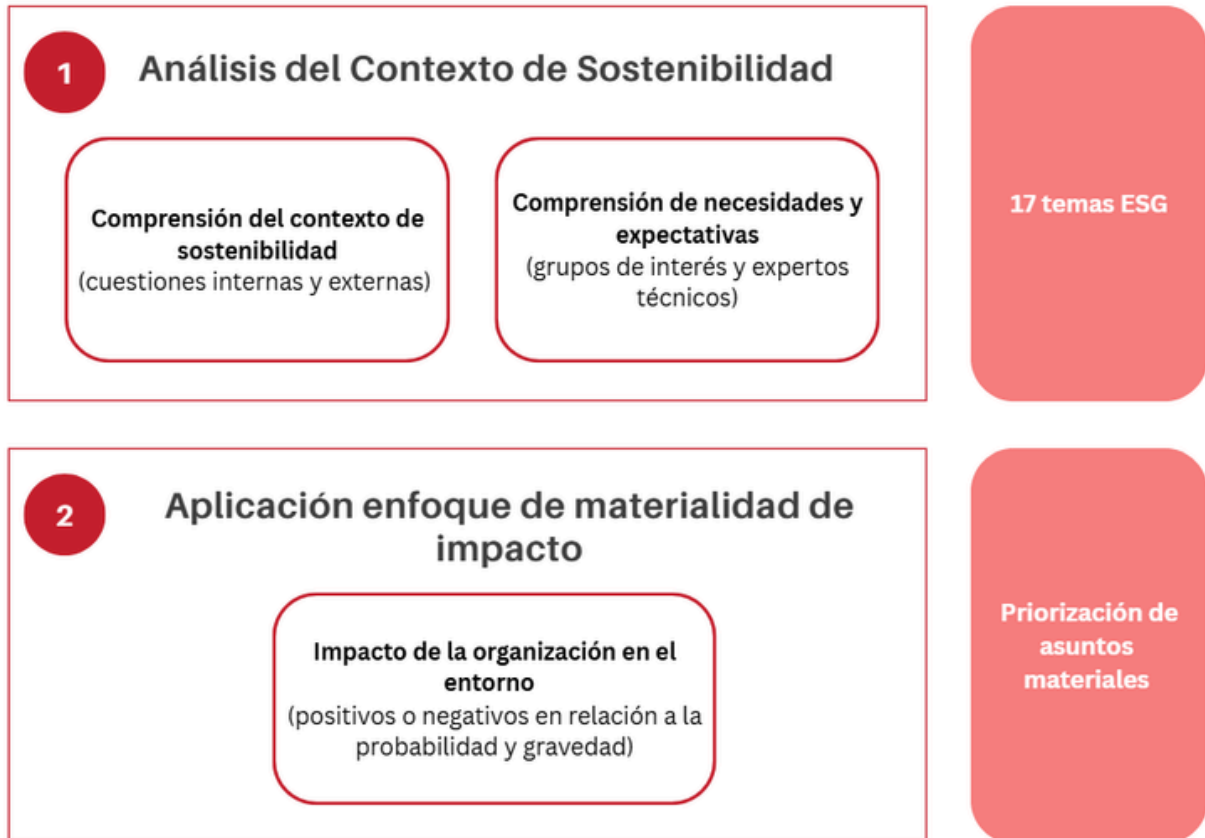 1
Análisis del Contexto de Sostenibilidad
Comprensión del contexto de
sostenibilidad
(cuestiones internas y externas)
Comprensión de necesidades y
expectativas
(grupos de interés y expertos
técnicos)
17 temas ESG
2
Aplicación enfoque de materialidad de
impacto
Impacto de la organización en el
entorno
(positivos o negativos en relación a la
probabilidad y gravedad)
Priorización de
asuntos
materiales